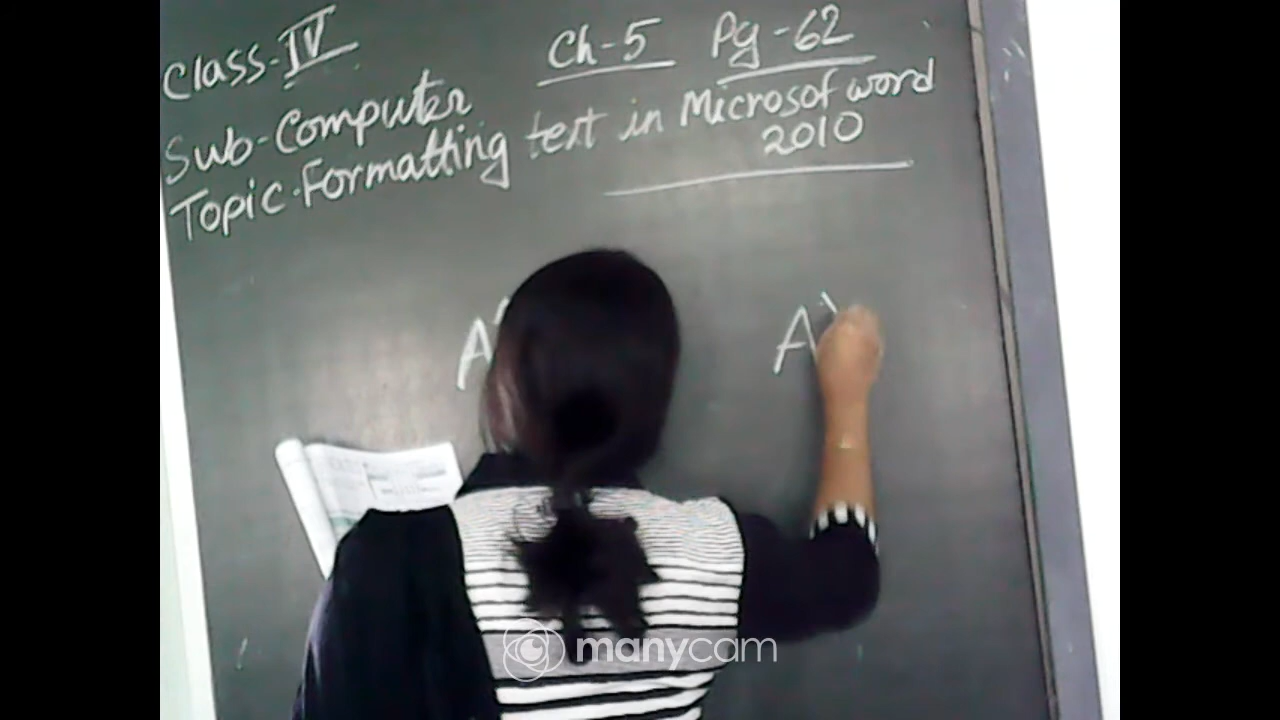 Class-IV Ch-5 Pg-62
Sub-Computer
Topic-Formatting text in Microsof word
2010
A A
manycam